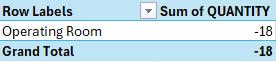 Row Labels Sum of QUANTITY
Operating Room -18
Grand Total -18